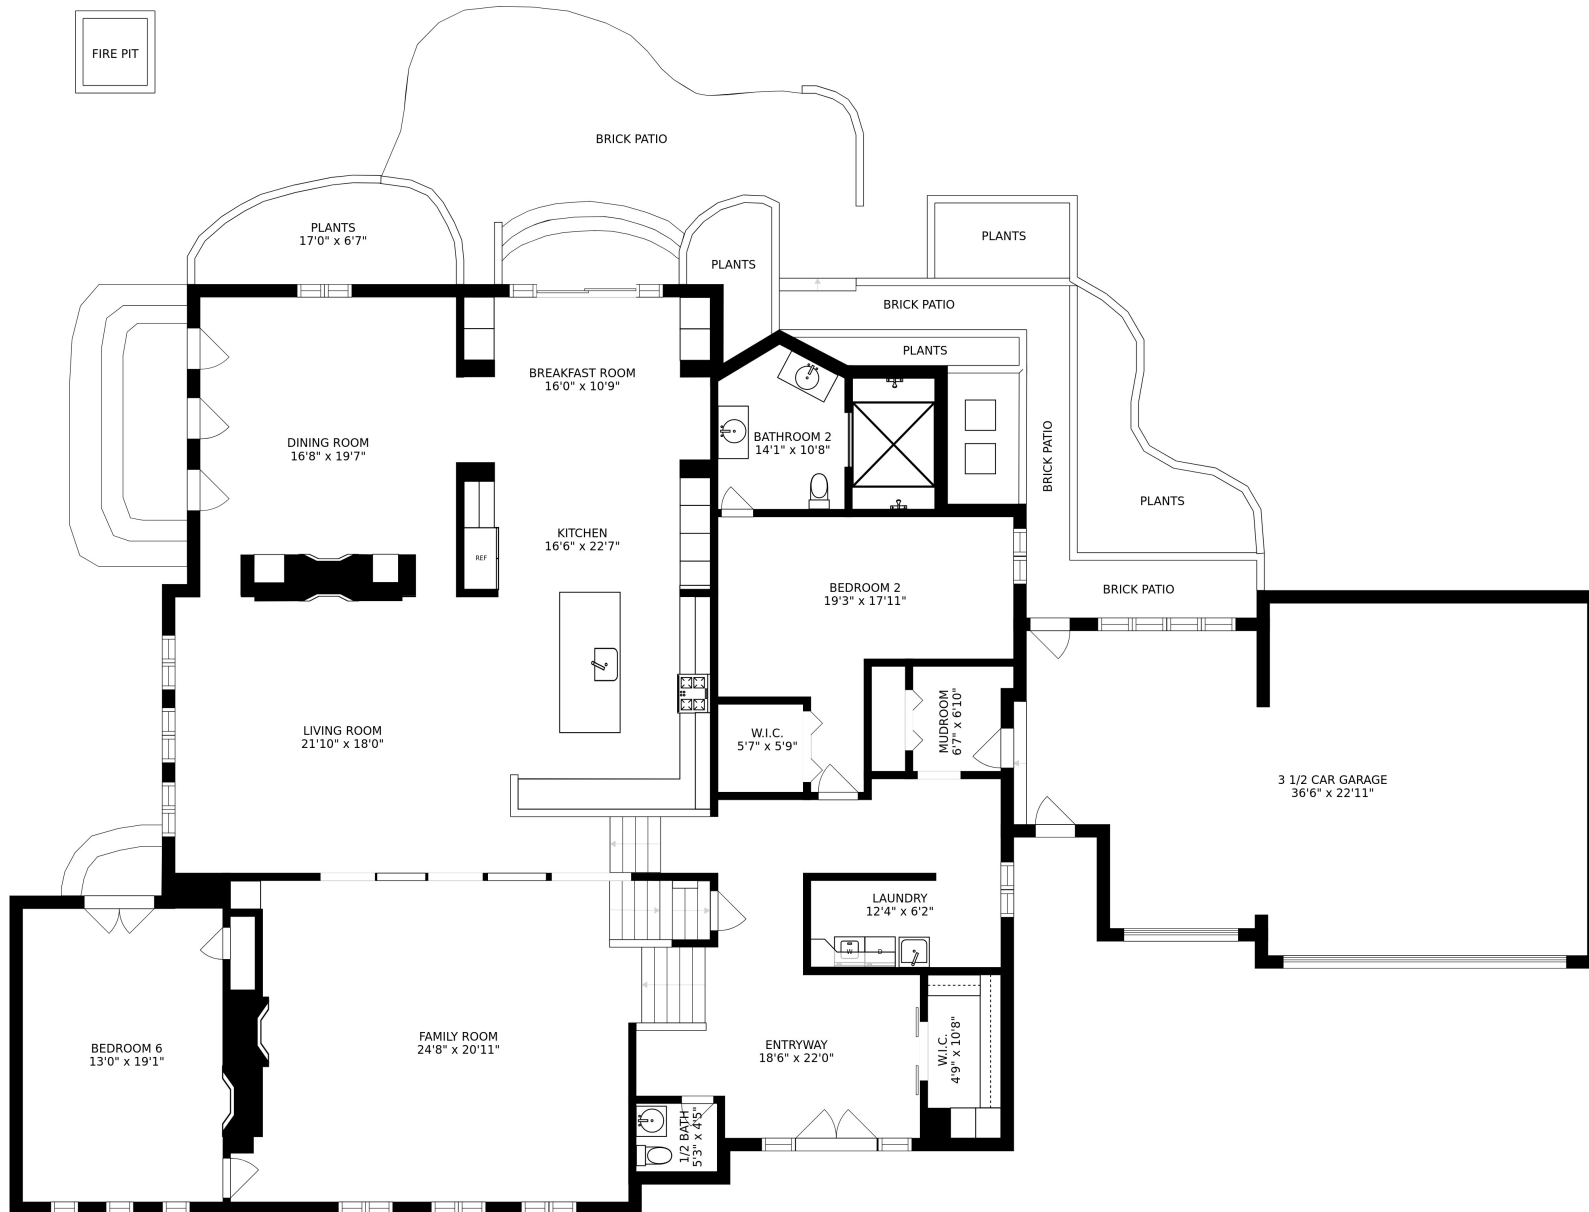 FIRE PIT
BRICK PATIO
PLANTS
17'0" x 6'7"
PLANTS
PLANTS
BRICK PATIO
PLANTS
BREAKFAST ROOM
16'0" x 10'9"
DINING ROOM
16'8" x 19'7"
BATHROOM 2
14'1" x 10'8"
BRICK PATIO
PLANTS
KITCHEN
16'6" x 22'7"
REF
BEDROOM 2
19'3" x 17'11"
BRICK PATIO
MUDROOM
6'7" x 6'10"
LIVING ROOM
21'10" x 18'0"
W.I.C.
5'7" x 5'9"
3 1/2 CAR GARAGE
36'6" x 22'11"
LAUNDRY
12'4" x 6'2"
W
D
FAMILY ROOM
24'8" x 20'11"
BEDROOM 6
13'0" x 19'1"
ENTRYWAY
18'6" x 22'0"
W.I.C.
4'9" x 10'8"
1/2 BATH
5'3" x 4'5"